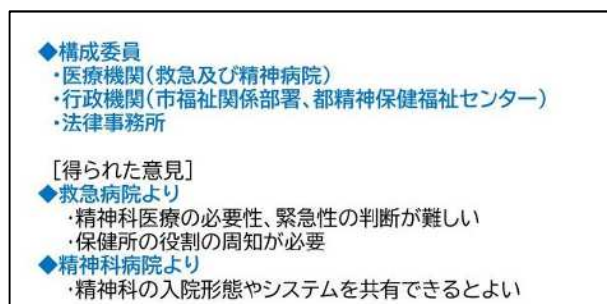 ◆構成委員
・医療機関(救急及び精神病院)
・行政機関(市福祉関係部署、都精神保健福祉センター)
・法律事務所
[得られた意見]
◆救急病院より
・精神科医療の必要性、緊急性の判断が難しい
・保健所の役割の周知が必要
◆精神科病院より
・精神科の入院形態やシステムを共有できるとよい